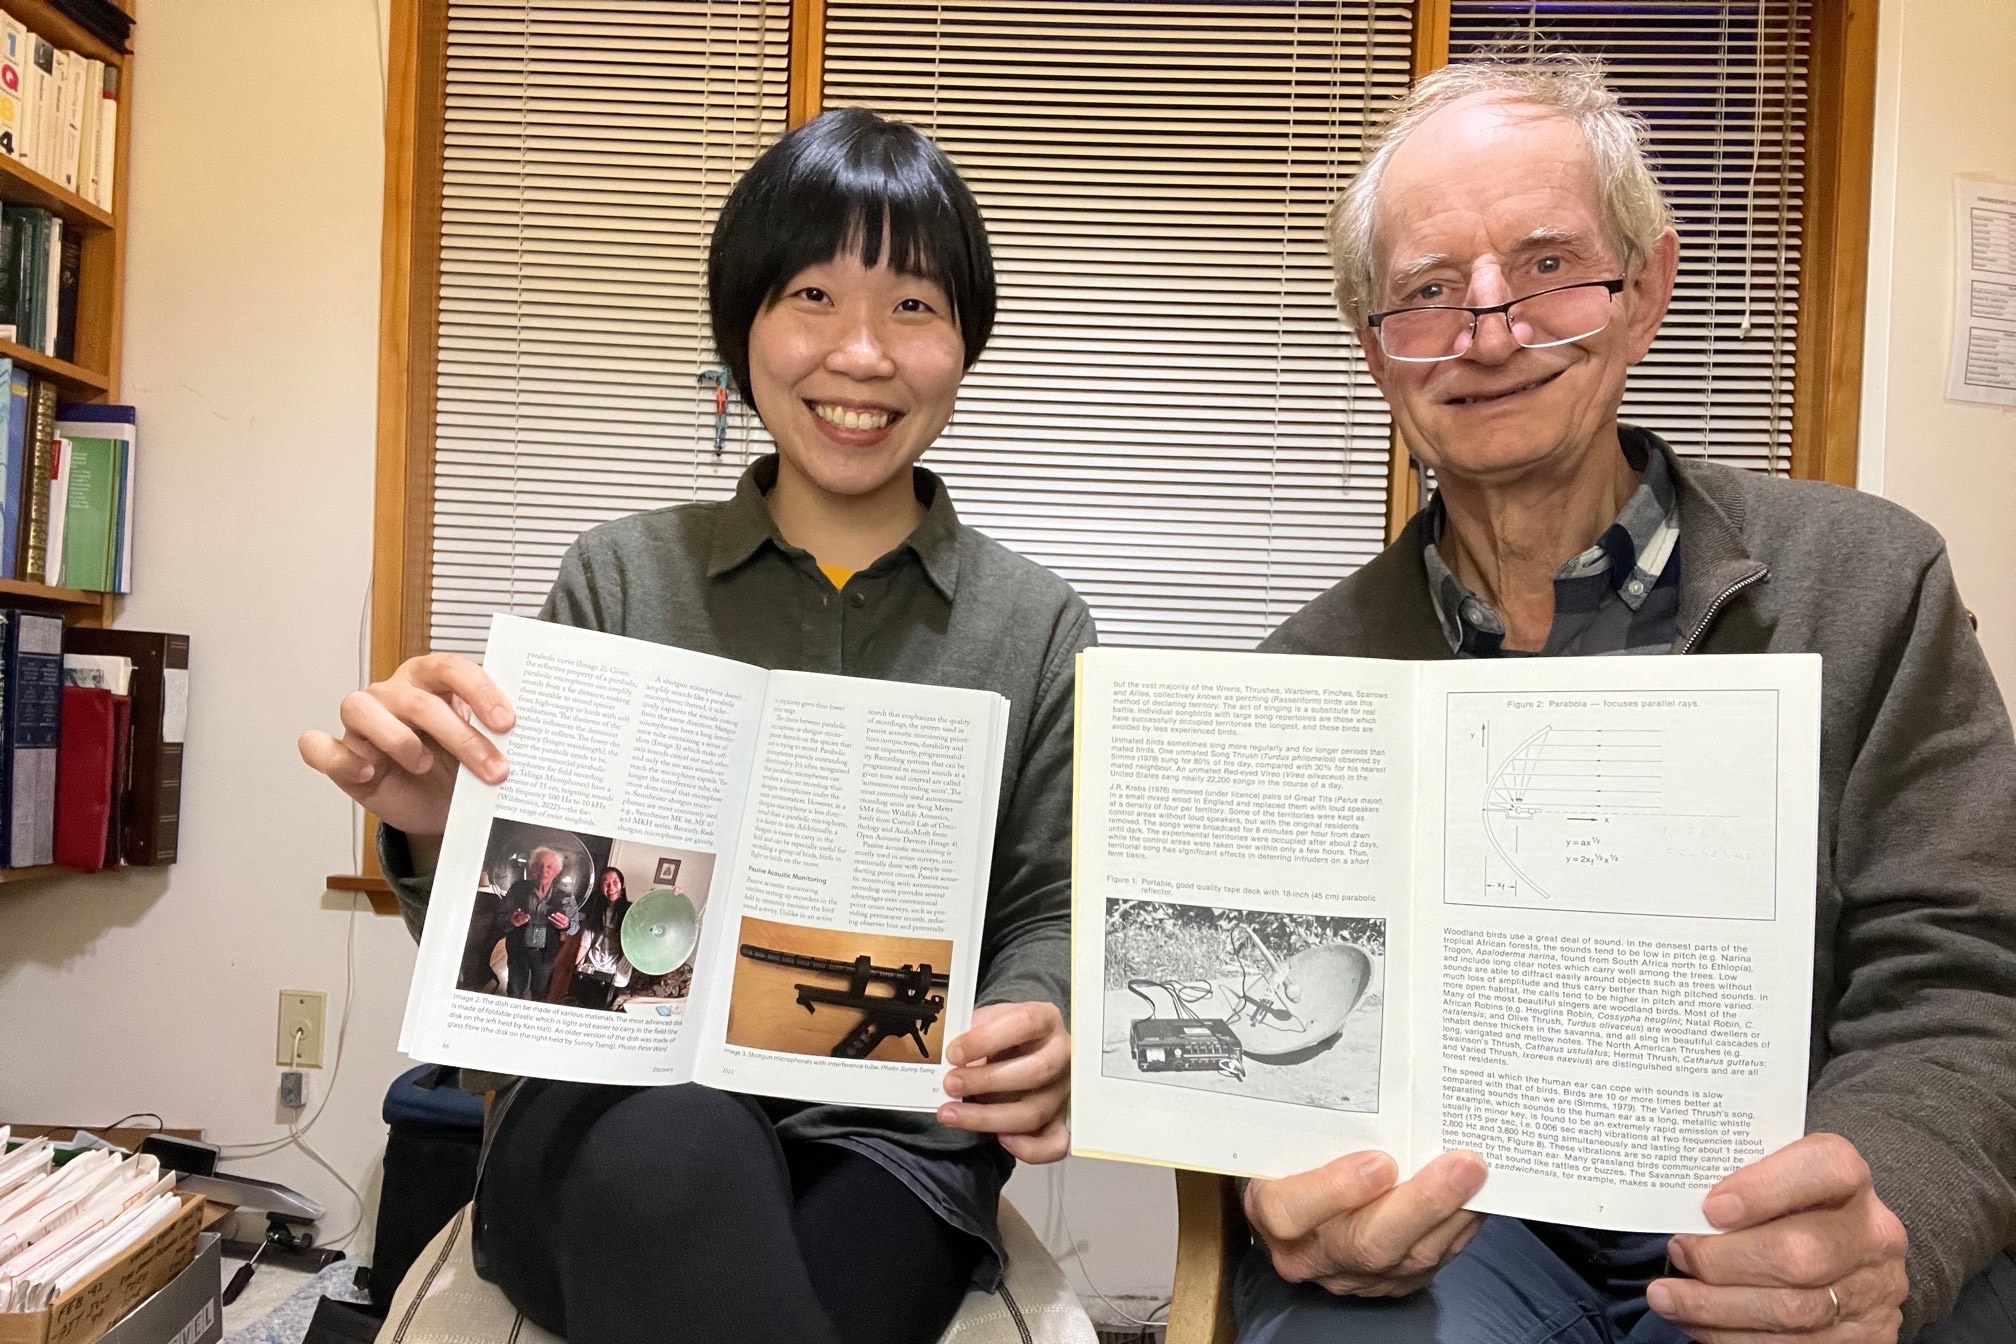 parabolic curve (Image 2). Given
the reflective property of a parabola,
parabolic microphones can amplify
sounds from a far distance, making
them suitable to record species
from high-canopy or birds with soft
vocalizations. The diameter of the
parabola influences the dominant
frequency it collects. The lower the
frequency (longer wavelength), the
bigger the parabola needs to be.
Common commercial parabolic
microphones for field recording
Telinga Microphones) have a
diameter of 55 cm, targeting sounds
with frequency 500 Hz to 10 kHz
(Wildtronics, 2022)—the fre-
quency range of most songbirds.
A shotgun microphone doesn't
amplify sounds like a parabolic
microphone; instead, it selec-
tively captures the sounds coming
from the same direction. Shotgun
microphones have a long interfer-
ence tube containing a series of
slots (Image 3) which make off-
axis sounds cancel out each other,
and only the on-axis sounds can
reach the microphone capsule. The
longer the interference tube, the
more directional that microphone
is. Sennheiser shotgun micro-
phones are most commonly used,
e.g., Sennheiser ME 66, ME 67
and MKH series. Recently, Rode
shotgun microphones are gaining
Image 2. The dish can be made of various materials. The most advanced dish
is made of foldable plastic which is light and easier to carry in the field (the
disk on the left held by Ken Hall). An older version of the dish was made of
glass fibre (the dish on the right held by Sunny Tseng). Photo: Peter Ward
86
Discovery
in popularity given their lower
price range.
To choose between parabolic
microphone or shotgun micro-
phone depends on the species that
we are trying to record. Parabolic
microphones provide outstanding
directionality. It's often recognized
that parabolic microphones can
produce a cleaner recording than
shotgun microphones under the
same circumstances. However, as a
shotgun microphone is less direc-
tional than a parabolic microphone,
it is faster to aim. Additionally, a
shotgun is easier to carry in the
field and can be especially useful for
recording a group of birds, birds in
flight or birds on the move.
Passive Acoustic Monitoring
Passive acoustic monitoring
involves setting up recorders in the
field to remotely monitor the bird
sound activity. Unlike in an active
search that emphasizes the quality
of recordings, the unique system in
passive acoustic monitoring priori-
tizes compactness, durability and
most importantly, programmabil-
ity. Recording systems that can be
programmed to record sounds at a
given time and interval are called
'autonomous recording units'. The
most commonly used autonomous
recording units are Song Meter
SM4 from Wildlife Acoustics,
Swift from Cornell Lab of Orni-
thology and AudioMoth from
Open Acoustic Devices (Image 4).
Passive acoustic monitoring is
mostly used in avian surveys, con-
ventionally done with people con-
ducting point counts. Passive acous-
tic monitoring with autonomous
recording units provides several
advantages over conventional
point count surveys, such as pro-
viding permanent records, reduc-
ing observer bias and potentially
Image 3. Shotgun microphones with interference tube. Photo: Sunny Tseng
2022
87
but the vast majority of the Wrens, Thrushes, Warblers, Finches, Sparrows
and Allies, collectively known as perching (Passeriform) birds use this
method of declaring territory. The act of singing is a substitute for real
battle. Individual songbirds with large song repertoires are those which
have successfully occupied territories the longest, and these birds are
avoided by less experienced birds.
Unmated birds sometimes sing more regularly and for longer periods than
mated birds. One unmated Song Thrush (Turdus philomelos) observed by
Simms (1979) sung for 80% of his day, compared with 30% for his nearest
mated neighbour. An unmated Red-eyed Vireo (Vireo olivaceus) in the
United States sang nearly 22,200 songs in the course of a day.
J.R. Krebs (1976) removed (under licence) pairs of Great Tits (Parus major)
in a small mixed wood in England and replaced them with loud speakers
at a density of four per territory. Some of the territories were kept as
control areas without loud speakers, but with the original residents
removed. The songs were broadcast for 8 minutes per hour from dawn
until dark. The experimental territories were occupied after about 2 days,
while the control areas were taken over within only a few hours. Thus,
territorial song has significant effects in deterring intruders on a short
term basis.
Figure 1: Portable, good quality tape deck with 18-inch (45 cm) parabolic
reflector.
6
Figure 2: Parabola — focuses parallel rays.
y
x
y = ax½
y = 2xf½x½
xf
Woodland birds use a great deal of sound. In the densest parts of the
tropical African forests, the sounds tend to be low in pitch (e.g. Narina
Trogon, Apaloderma narina, found from South Africa north to Ethiopia),
and include long clear notes which carry well among the trees. Low
sounds are able to diffract easily around objects such as trees without
much loss of amplitude and thus carry better than high pitched sounds. In
more open habitat, the calls tend to be higher in pitch and more varied.
Many of the most beautiful singers are woodland birds. Most of the
African Robins (e.g. Heuglins Robin, Cossypha heuglini; Natal Robin, C.
natalensis; and Olive Thrush, Turdus olivaceus) are woodland dwellers or
inhabit dense thickets in the savanna, and all sing in beautiful cascades of
long, varigated and mellow notes. The North American Thrushes (e.g.
Swainson's Thrush, Catharus ustulatus; Hermit Thrush, Catharus guttatus;
and Varied Thrush, Ixoreus naevius) are distinguished singers and are all
forest residents.
The speed at which the human ear can cope with sounds is slow
compared with that of birds. Birds are 10 or more times better at
separating sounds than we are (Simms, 1979). The Varied Thrush's song,
for example, which sounds to the human ear as a long, metallic whistle
usually in minor key, is found to be an extremely rapid emission of very
short (175 per sec, i.e. 0.006 sec each) vibrations at two frequencies (about
2,800 Hz and 3,800 Hz) sung simultaneously and lasting for about 1 second
(see sonagram, Figure 8). These vibrations are so rapid they cannot be
separated by the human ear. Many grassland birds communicate with
that sound like rattles or buzzes. The Savannah Sparrow
sandwichensis, for example, makes a sound
7
1
Q
8
4
FEB '92